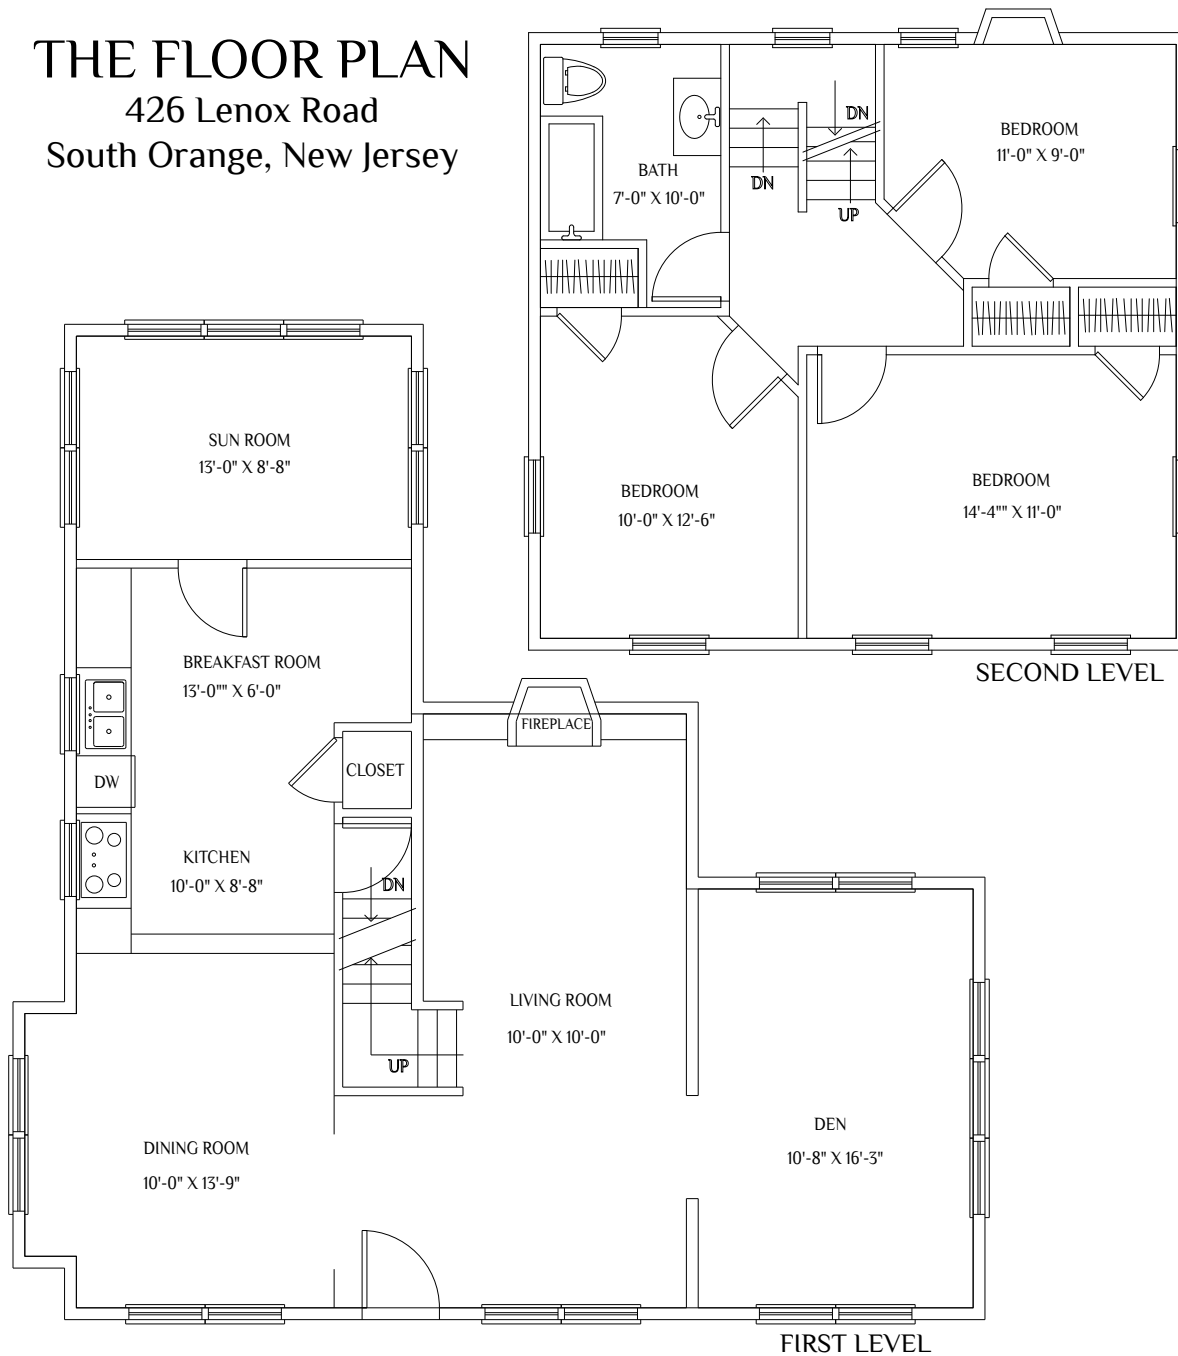 THE FLOOR PLAN
426 Lenox Road
South Orange, New Jersey
BATH
7'-0" X 10'-0"
DN
DN
UP
BEDROOM
11'-0" X 9'-0"
BEDROOM
10'-0" X 12'-6"
BEDROOM
14'-4"" X 11'-0"
SECOND LEVEL
SUN ROOM
13'-0" X 8'-8"
BREAKFAST ROOM
13'-0"" X 6'-0"
DW
CLOSET
FIREPLACE
KITCHEN
10'-0" X 8'-8"
DN
UP
LIVING ROOM
10'-0" X 10'-0"
DINING ROOM
10'-0" X 13'-9"
DEN
10'-8" X 16'-3"
FIRST LEVEL